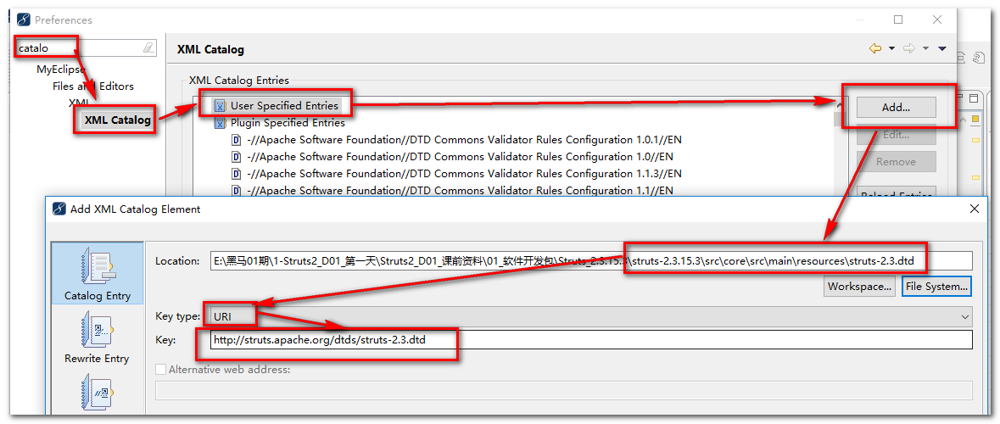 Preferences
catalo
MyEclipse
Files and Editors
XML
XML Catalog
XML Catalog
XML Catalog Entries
User Specified Entries
Plugin Specified Entries
-//Apache Software Foundation//DTD Commons Validator Rules Configuration 1.0.1//EN
-//Apache Software Foundation//DTD Commons Validator Rules Configuration 1.0//EN
-//Apache Software Foundation//DTD Commons Validator Rules Configuration 1.1.3//EN
-//Apache Software Foundation//DTD Commons Validator Rules Configuration 1.1//EN
Add...
Edit...
Remove
Reload Entries
Add XML Catalog Element
Catalog Entry
Rewrite Entry
Location: E:\黑马01期\1-Struts2_D01_第一天\Struts2_D01_课前资料\01_软件开发包\Struts_2.3.15.3\struts-2.3.15.3\src\core\src\main\resources\struts-2.3.dtd
Workspace... File System...
Key type: URI
Key: http://struts.apache.org/dtds/struts-2.3.dtd
Alternative web address: